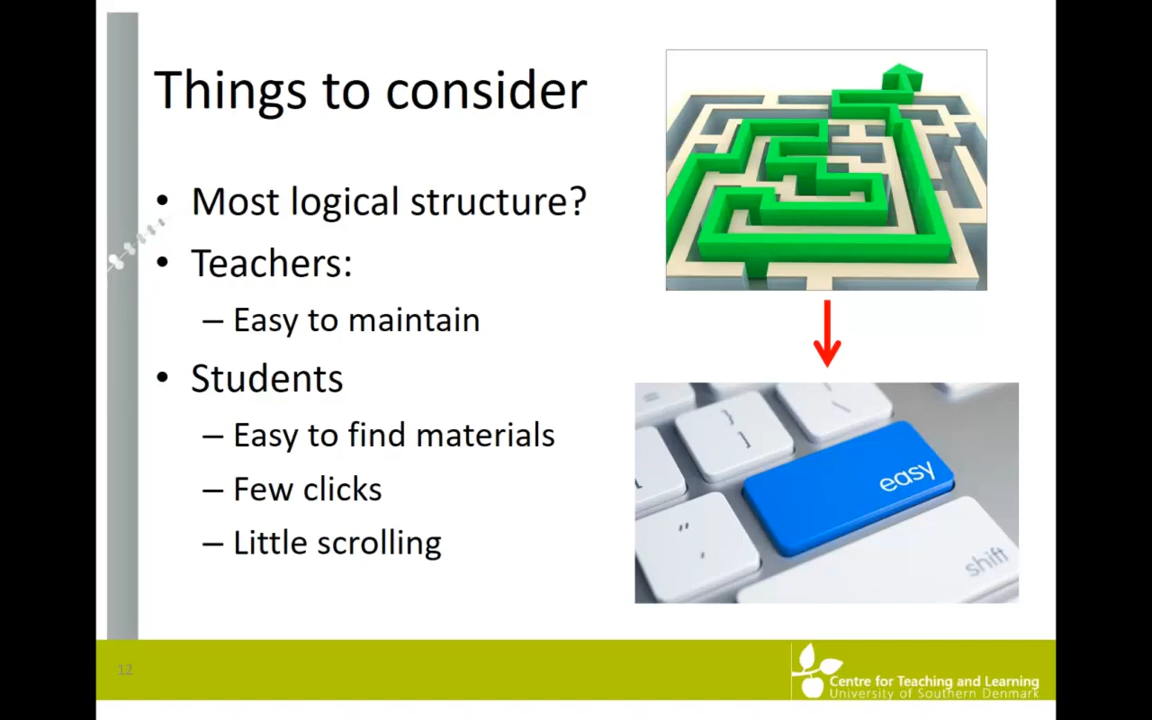 Things to consider
• Most logical structure?
• Teachers:
– Easy to maintain
• Students
– Easy to find materials
– Few clicks
– Little scrolling
easy
shift
12
Centre for Teaching and Learning
University of Southern Denmark